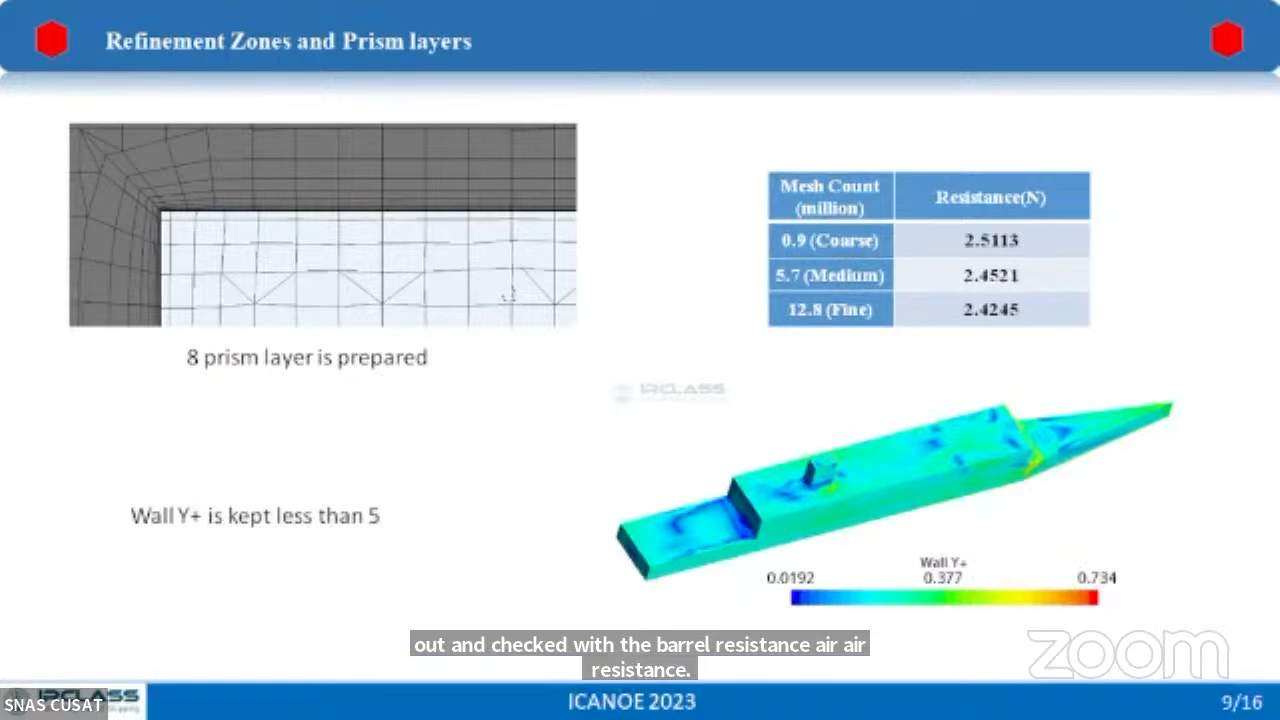 Refinement Zones and Prism layers
Mesh Count
(million)
Resistance(N)
0.9 (Coarse)
2.5113
5.7 (Medium)
2.4521
12.8 (Fine)
2.4245
8 prism layer is prepared
IRCLASS
Wall Y+ is kept less than 5
Wall Y+
0.0192
0.377
0.734
out and checked with the barrel resistance air air
resistance.
zoom
IRCLASS
SNAS CUSAT
ICANOE 2023
9/16